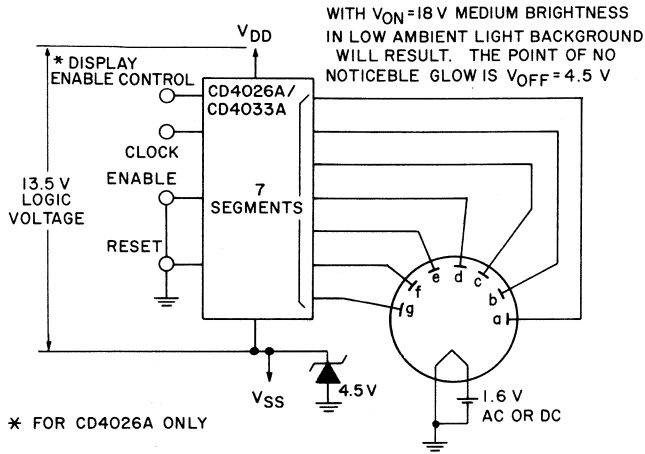 WITH VON=18 V MEDIUM BRIGHTNESS
IN LOW AMBIENT LIGHT BACKGROUND
WILL RESULT. THE POINT OF NO
NOTICEBLE GLOW IS VOFF=4.5 V
VDD
* DISPLAY
ENABLE CONTROL
CD4026A/
CD4033A
CLOCK
ENABLE
RESET
13.5 V
LOGIC
VOLTAGE
7
SEGMENTS
a
b
c
d
e
f
g
VSS
4.5 V
1.6 V
AC OR DC
* FOR CD4026A ONLY